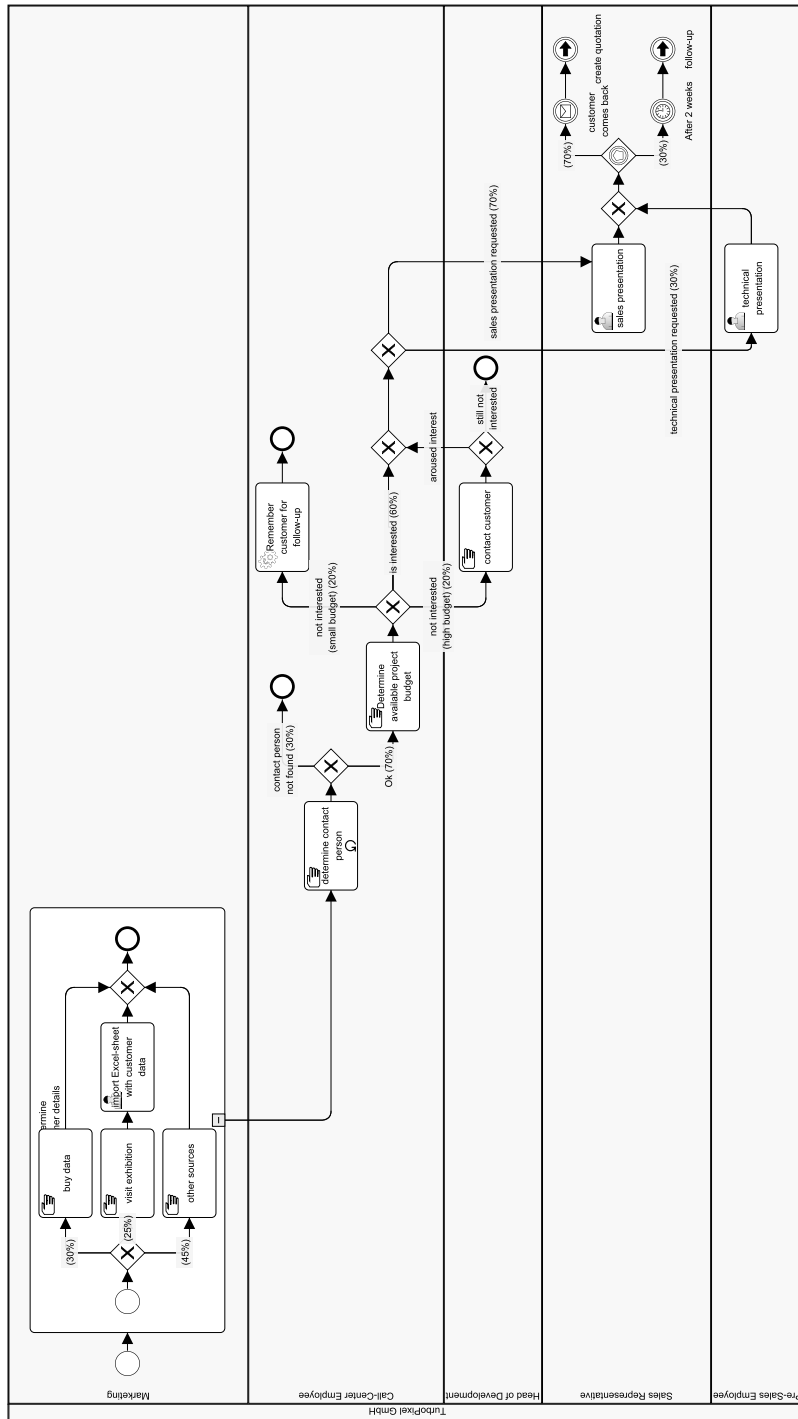 TurboPixel GmbH
Marketing
Call-Center Employee
Head of Development
Sales Representative
Pre-Sales Employee
(30%)
(25%)
(45%)
buy data
visit exhibition
other sources
import Excel-sheet
with customer
data
determine contact
person
contact person
not found (30%)
Ok (70%)
Determine
available project
budget
not interested
(small budget) (20%)
is interested (60%)
not interested
(high budget) (20%)
Remember
customer for
follow-up
contact customer
aroused interest
still not
interested
sales presentation requested (70%)
technical presentation requested (30%)
sales presentation
technical
presentation
(70%)
(30%)
customer
comes back
create quotation
After 2 weeks
follow-up